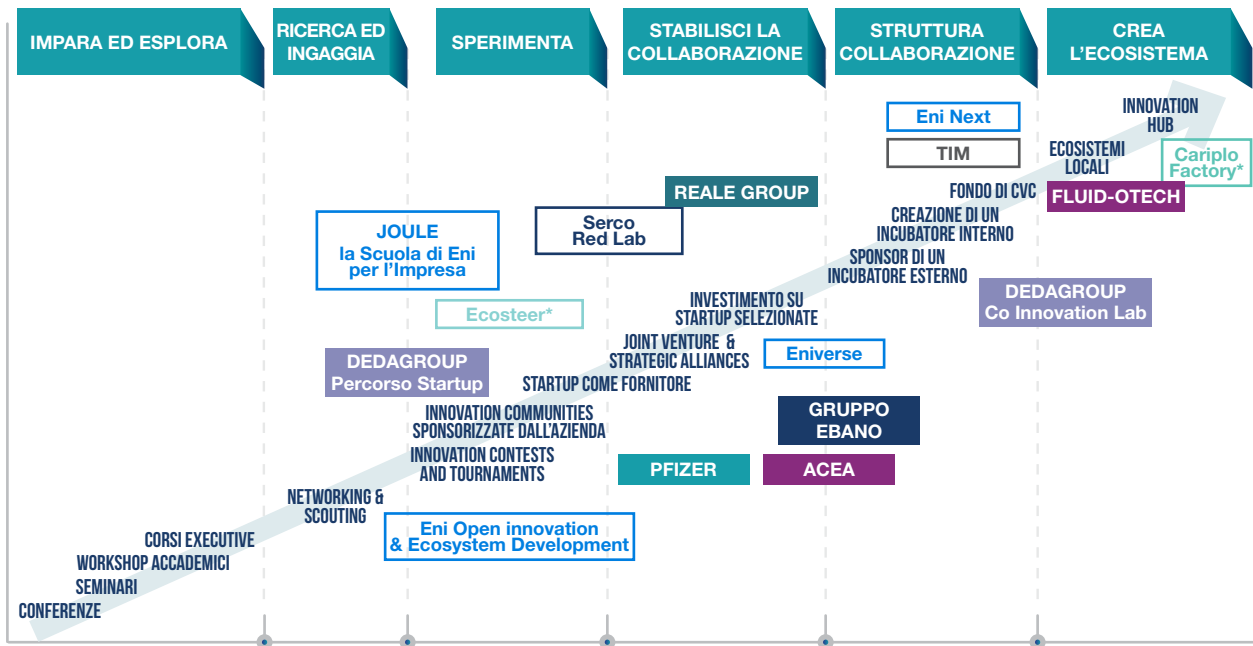 IMPARA ED ESPLORA
RICERCA ED
INGAGGIA
SPERIMENTA
STABILISCI LA
COLLABORAZIONE
STRUTTURA
COLLABORAZIONE
CREA
L'ECOSISTEMA
INNOVATION
HUB
Eni Next
TIM
ECOSISTEMI
LOCALI
Cariplo
Factory*
REALE GROUP
FONDO DI CVC
FLUID-OTECH
JOULE
la Scuola di Eni
per l'Impresa
Serco
Red Lab
CREAZIONE DI UN
INCUBATORE INTERNO
SPONSOR DI UN
INCUBATORE ESTERNO
DEDAGROUP
Co Innovation Lab
Ecosteer*
INVESTIMENTO SU
STARTUP SELEZIONATE
JOINT VENTURE &
STRATEGIC ALLIANCES
Eniverse
DEDAGROUP
Percorso Startup
STARTUP COME FORNITORE
GRUPPO
EBANO
INNOVATION COMMUNITIES
SPONSORIZZATE DALL'AZIENDA
INNOVATION CONTESTS
AND TOURNAMENTS
PFIZER
ACEA
NETWORKING &
SCOUTING
Eni Open innovation
& Ecosystem Development
CORSI EXECUTIVE
WORKSHOP ACCADEMICI
SEMINARI
CONFERENZE